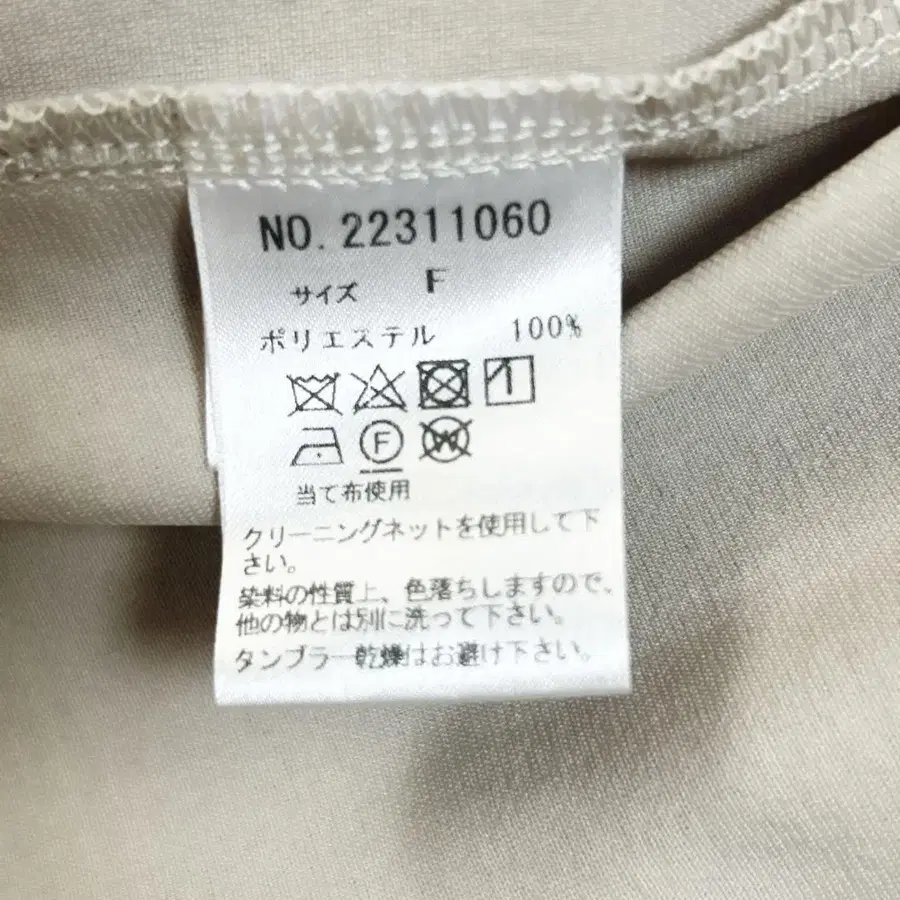 NO. 22311060
サイズ F
ポリエステル 100%
F W
当て布使用
クリーニングネットを使用して下
さい。
染料の性質上、色落ちしますので、
他の物とは別に洗って下さい。
タンブラー乾燥はお避け下さい。